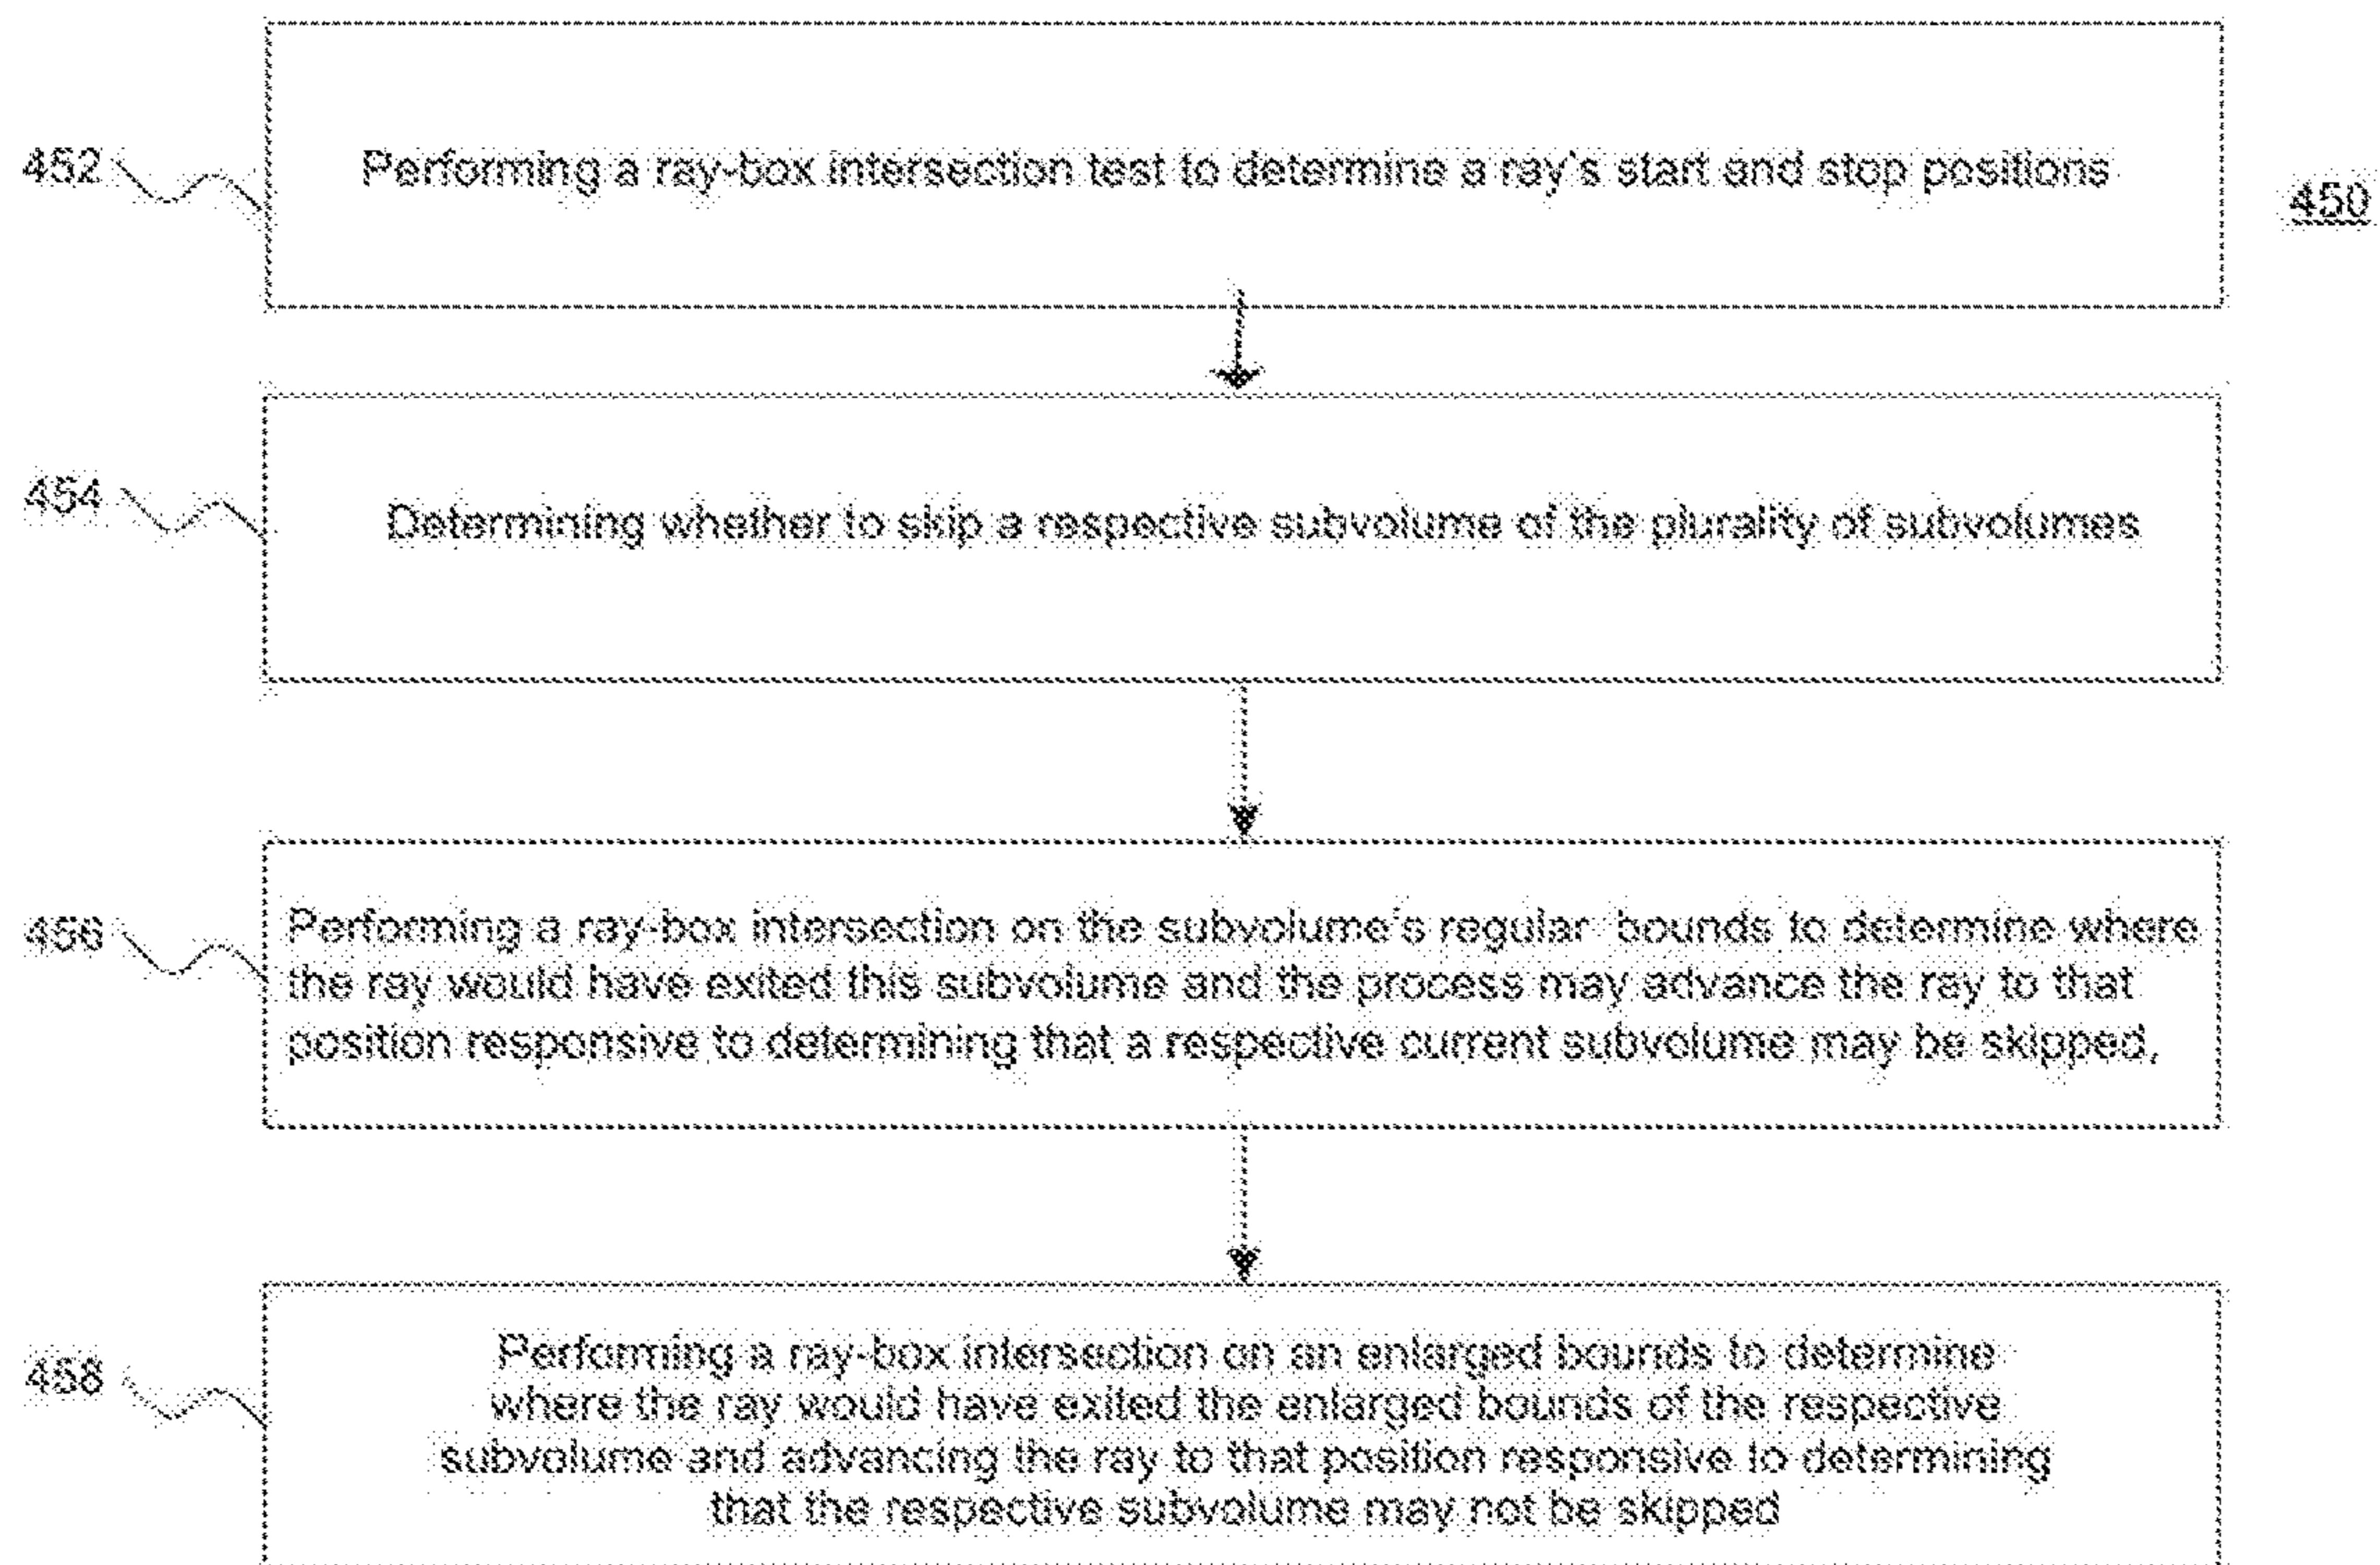 452
Performing a ray-box intersection test to determine a ray's start and stop positions
450
454
Determining whether to skip a respective subvolume of the plurality of subvolumes
456
Performing a ray-box intersection on the subvolume's regular bounds to determine where
the ray would have exited this subvolume and the process may advance the ray to that
position responsive to determining that a respective current subvolume may be skipped,
458
Performing a ray-box intersection on an enlarged bounds to determine
where the ray would have exited the enlarged bounds of the respective
subvolume and advancing the ray to that position responsive to determining
that the respective subvolume may not be skipped